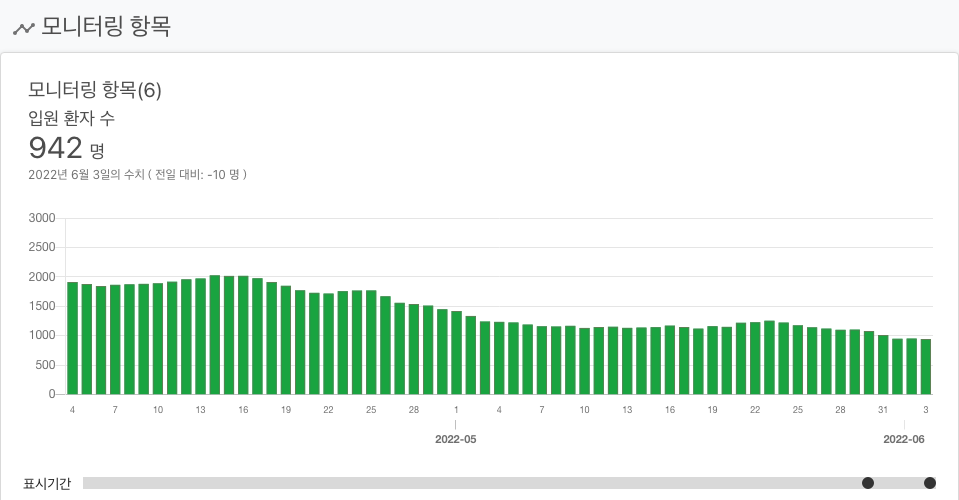 모니터링 항목
모니터링 항목(6)
입원 환자 수
942 명
2022년 6월 3일의 수치 ( 전일 대비: -10 명 )
3000
2500
2000
1500
1000
500
0
4 7 10 13 16 19 22 25 28 1 4 7 10 13 16 19 22 25 28 31 3
2022-05 2022-06
표시기간